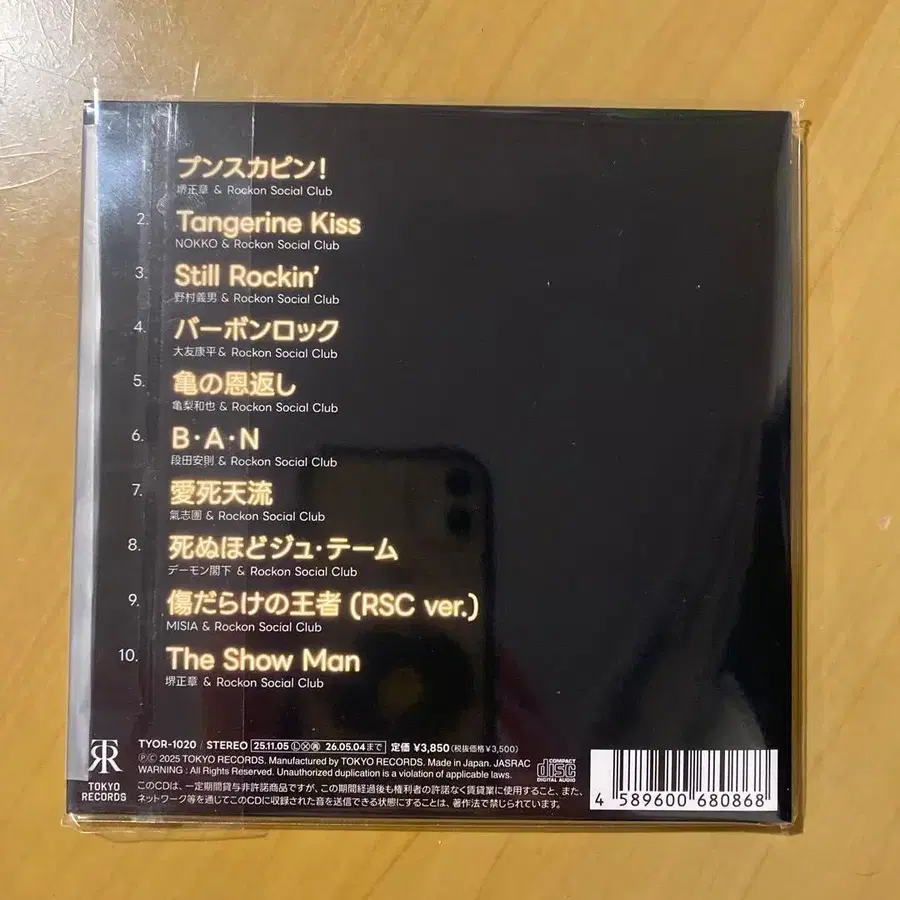 プンスカピン!
堺正章 & Rockon Social Club
2. Tangerine Kiss
NOKKO & Rockon Social Club
3. Still Rockin'
野村義男 & Rockon Social Club
4. バーボンロック
大友康平 & Rockon Social Club
5. 亀の恩返し
亀梨和也 & Rockon Social Club
6. B・A・N
段田安則 & Rockon Social Club
7. 愛死天流
氣志團 & Rockon Social Club
8. 死ぬほどジュ・テーム
デーモン閣下 & Rockon Social Club
9. 傷だらけの王者 (RSC ver.)
MISIA & Rockon Social Club
10. The Show Man
堺正章 & Rockon Social Club
TOKYO
RECORDS
TYOR-1020 / STEREO 25.11.05 Ⓛ Ⓧ 26.05.04まで 定価 ¥3,850(税抜価格¥3,500)
ⓅⒸ 2025 TOKYO RECORDS. Manufactured by TOKYO RECORDS. Made in Japan. JASRAC
WARNING : All Rights Reserved. Unauthorized duplication is a violation of applicable laws.
このCDは、一定期間貸与非許諾商品ですが、この期間経過後も権利者の許諾なく賃貸業に使用すること、また、
ネットワーク等を通じてこのCDに収録された音を送信できる状態にすることは、著作法で禁じられています。
COMPACT
disc
DIGITAL AUDIO
4 589600 680868